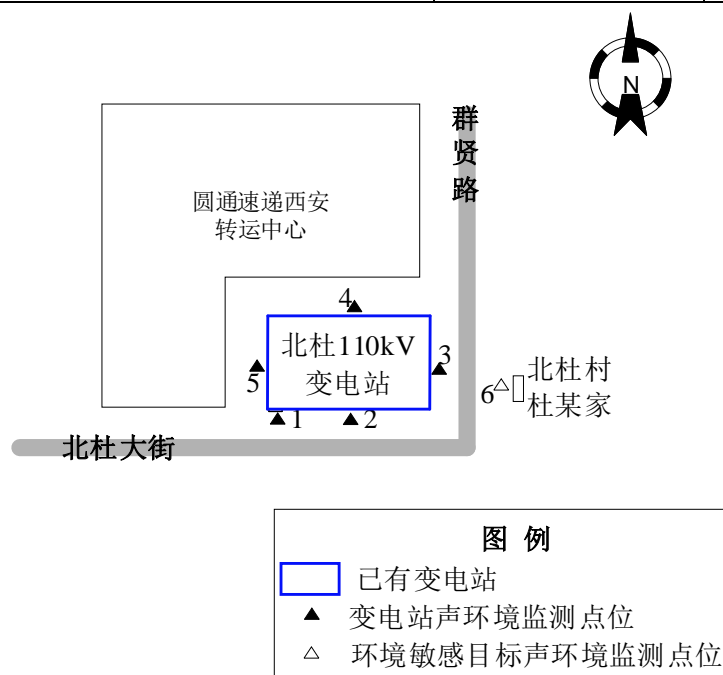 N
群贤路
圆通速递西安
转运中心
4
北杜110kV
变电站
3
5
1
2
6
北杜村
杜某家
北杜大街
图 例
已有变电站
变电站声环境监测点位
环境敏感目标声环境监测点位